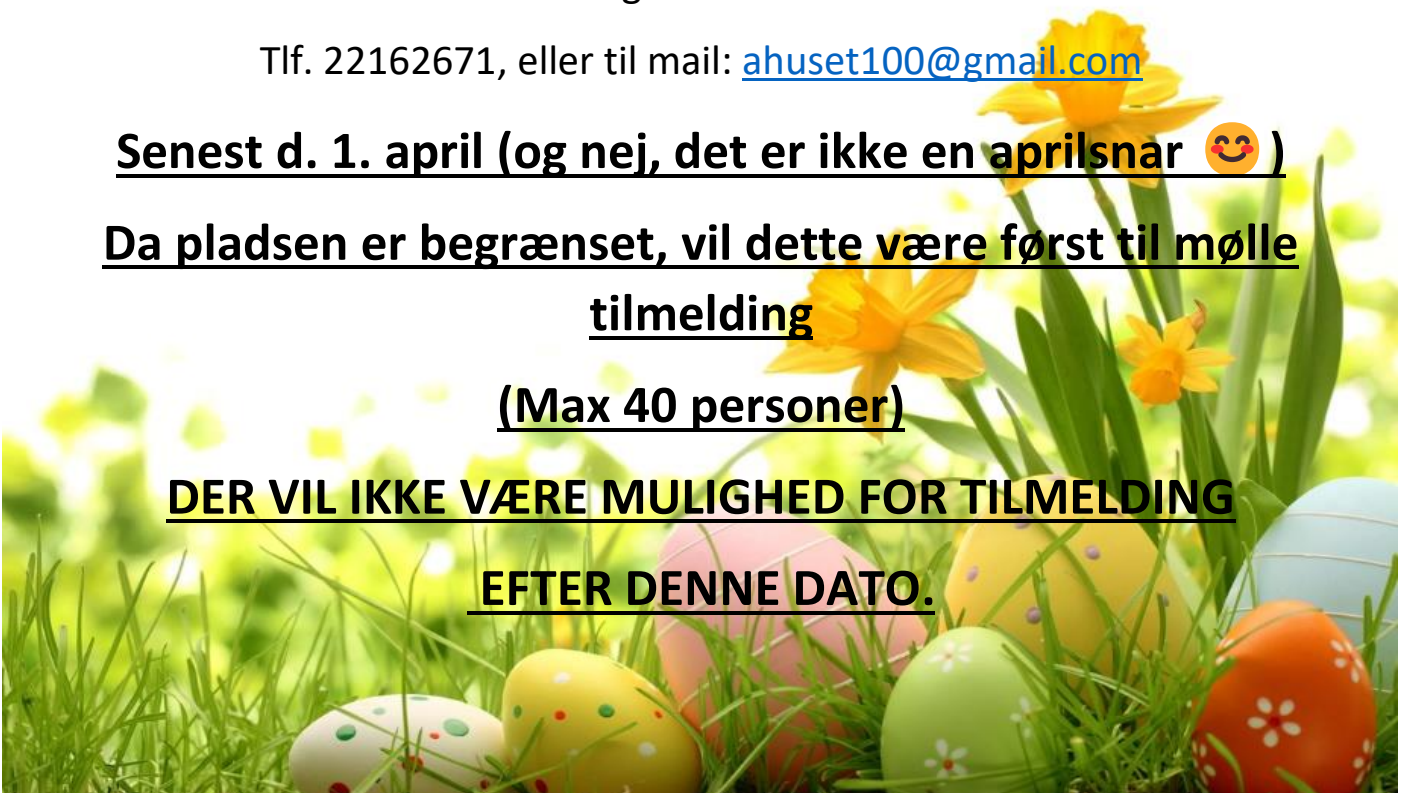 Tlf. 22162671, eller til mail: ahuset100@gmail.com
Senest d. 1. april (og nej, det er ikke en aprilsnar 😊 )
Da pladsen er begrænset, vil dette være først til mølle
tilmelding
(Max 40 personer)
DER VIL IKKE VÆRE MULIGHED FOR TILMELDING
EFTER DENNE DATO.